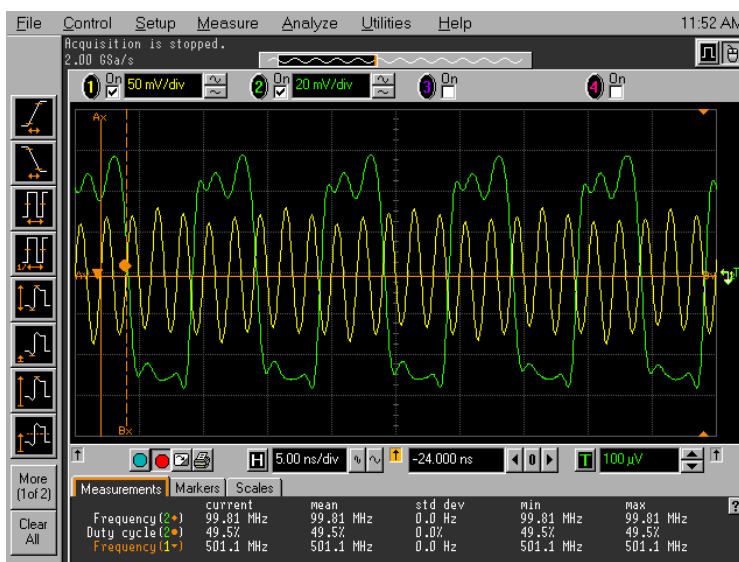 File Control Setup Measure Analyze Utilities Help 11:52 AM
Acquisition is stopped.
2.00 GSa/s
1 On 50 mV/div 2 On 20 mV/div 3 On 4 On
Ax
Bx
More
(1of 2)
Clear
All
H 5.00 ns/div -24.000 ns 0 T 100 µV
Measurements Markers Scales
current mean std dev min max
Frequency(2) 99.81 MHz 99.81 MHz 0.0 Hz 99.81 MHz 99.81 MHz
Duty cycle(2) 49.5% 49.5% 0.0% 49.5% 49.5%
Frequency(1) 501.1 MHz 501.1 MHz 0.0 Hz 501.1 MHz 501.1 MHz
?